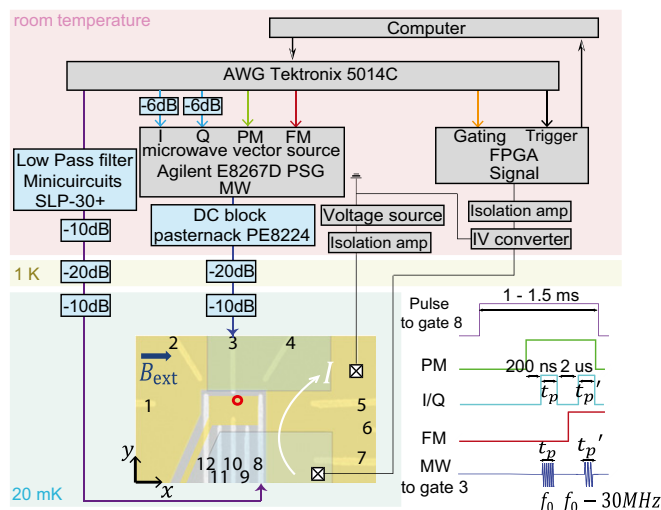 room temperature
Computer
AWG Tektronix 5014C
-6dB -6dB
I Q PM FM
microwave vector source
Agilent E8267D PSG
MW
Gating Trigger
FPGA
Signal
Low Pass filter
Minicuircuits
SLP-30+
DC block
pasternack PE8224
Voltage source
Isolation amp
Isolation amp
IV converter
-10dB
1 K
-20dB
-20dB
-10dB
-10dB
2 3 4
B_ext
I
1
5
6
7
12 10 8
11 9
y
x
20 mK
Pulse
to gate 8
1 - 1.5 ms
PM
200 ns 2 us
I/Q
t_p t_p'
FM
t_p t_p'
MW
to gate 3
f_0 f_0 − 30MHz